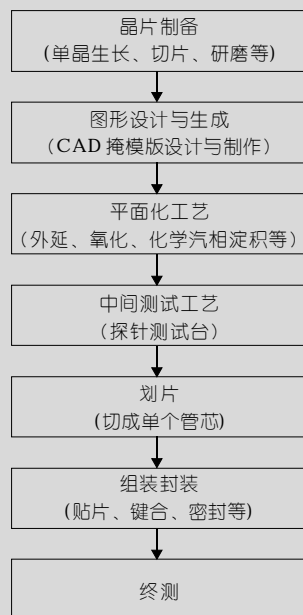 晶片制备
(单晶生长、切片、研磨等)
图形设计与生成
(CAD 掩模版设计与制作)
平面化工艺
(外延、氧化、化学汽相淀积等)
中间测试工艺
(探针测试台)
划片
(切成单个管芯)
组装封装
(贴片、键合、密封等)
终测